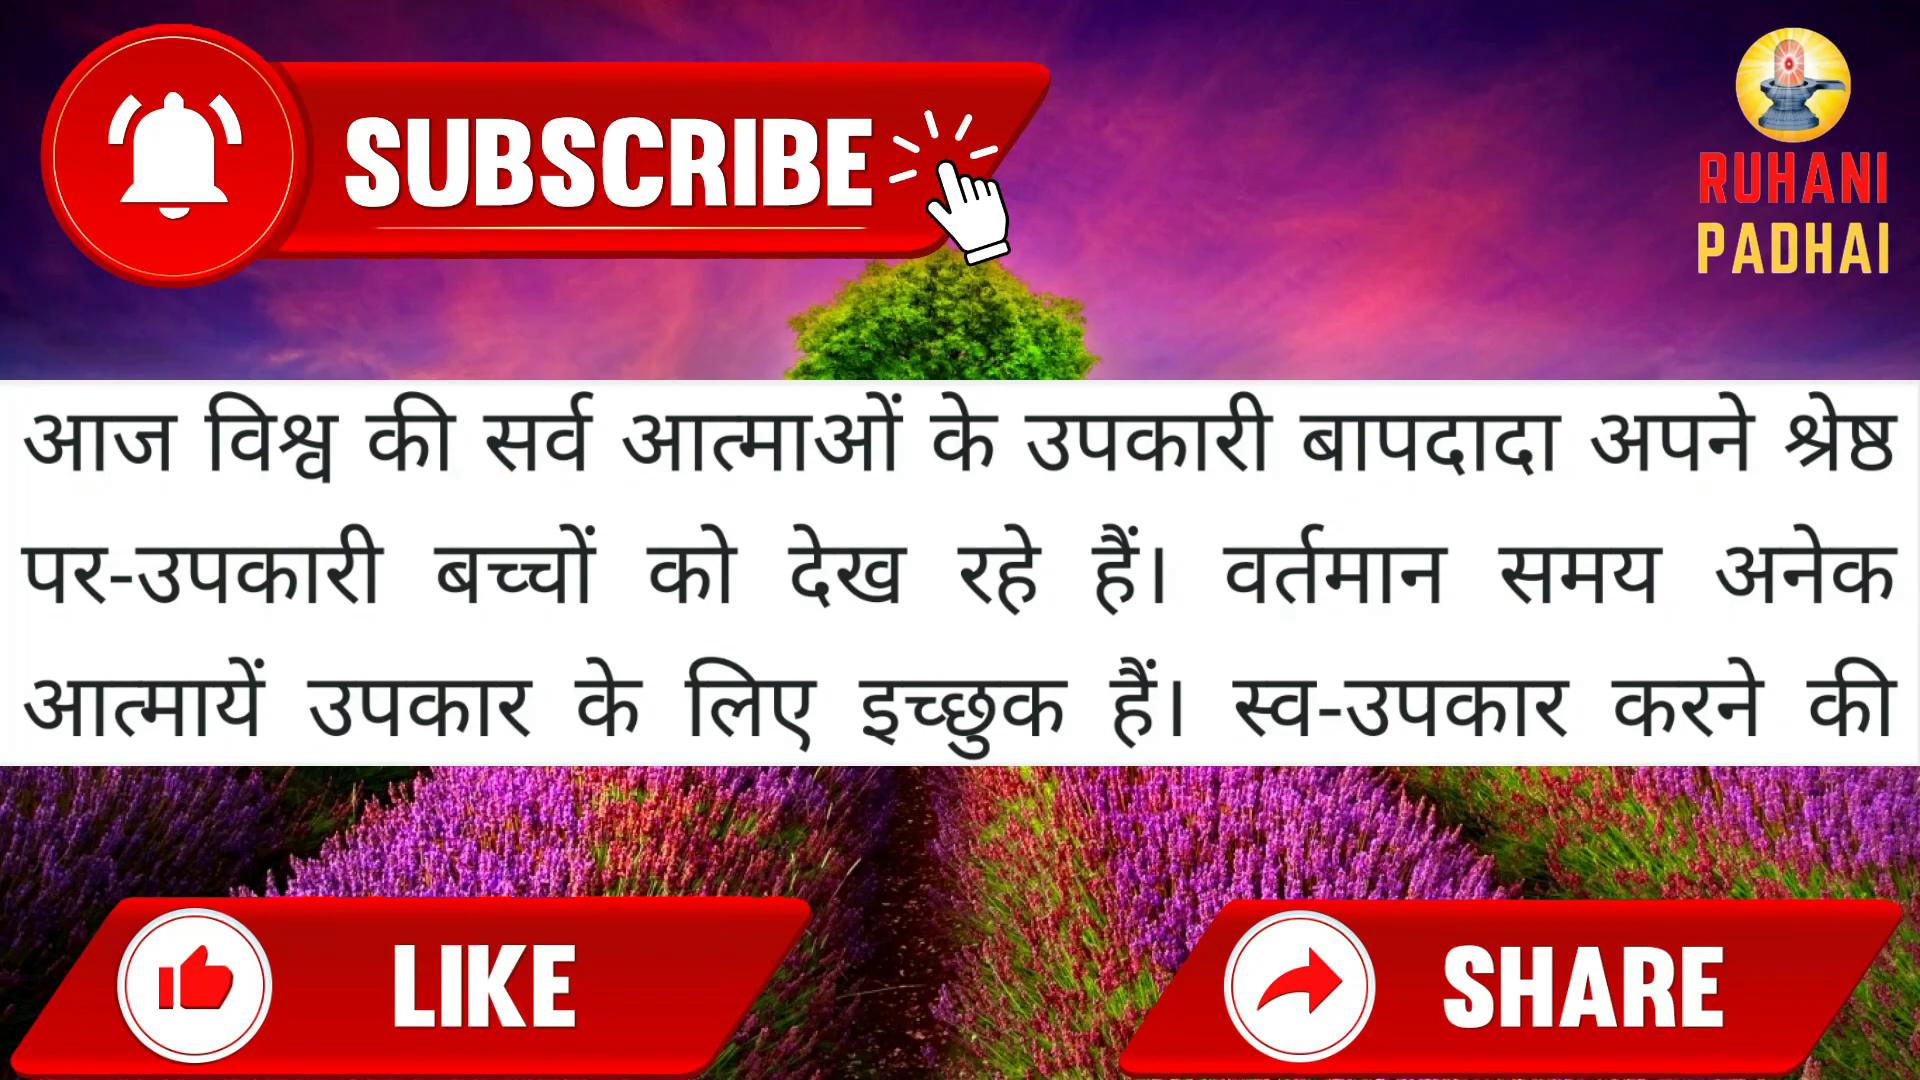 SUBSCRIBE
RUHANI
PADHAI
आज विश्व की सर्व आत्माओं के उपकारी बापदादा अपने श्रेष्ठ
पर-उपकारी बच्चों को देख रहे हैं। वर्तमान समय अनेक
आत्मायें उपकार के लिए इच्छुक हैं। स्व-उपकार करने की
LIKE
SHARE